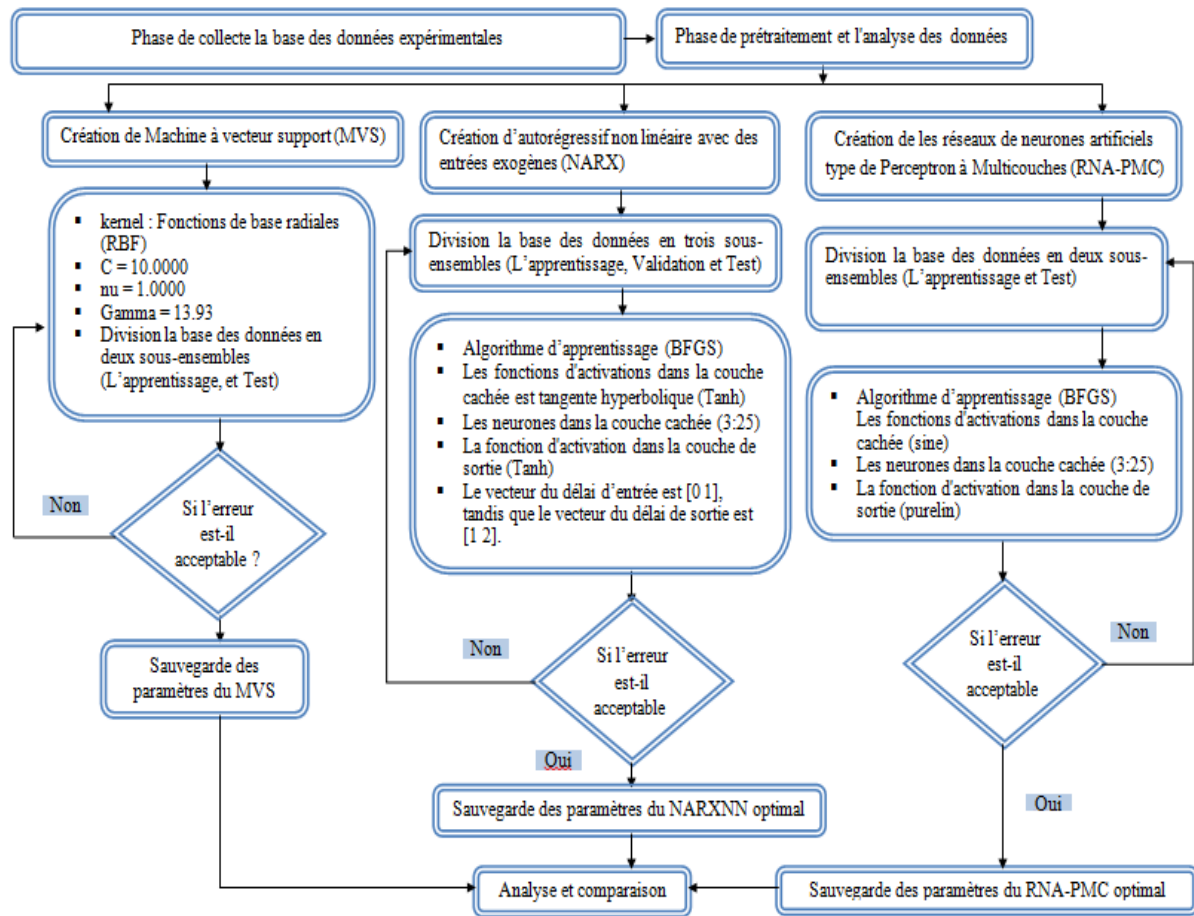 Phase de collecte la base des données expérimentales
Phase de prétraitement et l'analyse des données
Création de Machine à vecteur support (MVS)
▪ kernel : Fonctions de base radiales
(RBF)
▪ C = 10.0000
▪ nu = 1.0000
▪ Gamma = 13.93
▪ Division la base des données en
deux sous-ensembles
(L'apprentissage, et Test)
Non
Si l'erreur
est-il
acceptable ?
Sauvegarde des
paramètres du MVS
Création d'autorégressif non linéaire avec des
entrées exogènes (NARX)
Division la base des données en trois sous-
ensembles (L'apprentissage, Validation et Test)
▪ Algorithme d'apprentissage (BFGS)
▪ Les fonctions d'activations dans la couche
cachée est tangente hyperbolique (Tanh)
▪ Les neurones dans la couche cachée (3:25)
▪ La fonction d'activation dans la couche de
sortie (Tanh)
▪ Le vecteur du délai d'entrée est [0 1],
tandis que le vecteur du délai de sortie est
[1 2].
Non
Si l'erreur
est-il
acceptable
Oui
Sauvegarde des paramètres du NARXNN optimal
Création de les réseaux de neurones artificiels
type de Perceptron à Multicouches (RNA-PMC)
Division la base des données en deux sous-
ensembles (L'apprentissage et Test)
▪ Algorithme d'apprentissage (BFGS)
Les fonctions d'activations dans la couche
cachée (sine)
▪ Les neurones dans la couche cachée (3:25)
▪ La fonction d'activation dans la couche de
sortie (purelin)
Non
Si l'erreur
est-il
acceptable
Oui
Sauvegarde des paramètres du RNA-PMC optimal
Analyse et comparaison